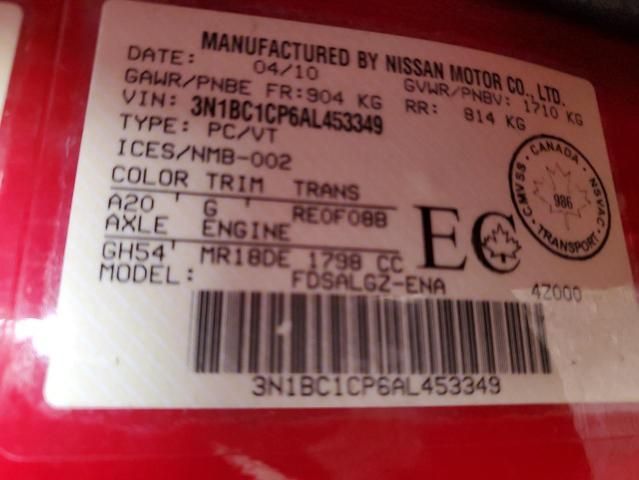 MANUFACTURED BY NISSAN MOTOR CO., LTD.
DATE: 04/10 GVWR/PNBV: 1710 KG
GAWR/PNBE FR: 904 KG RR: 814 KG
VIN: 3N1BC1CP6AL453349
TYPE: PC/VT
ICES/NMB-002
COLOR TRIM TRANS
A20 ' G ' RE0F08B
AXLE ENGINE
GH54' MR18DE 1798 CC
MODEL: FDSALGZ-ENA
EC
4Z000
CANADA · NSVAC · TRANSPORT · CMVSS ·
986
3N1BC1CP6AL453349